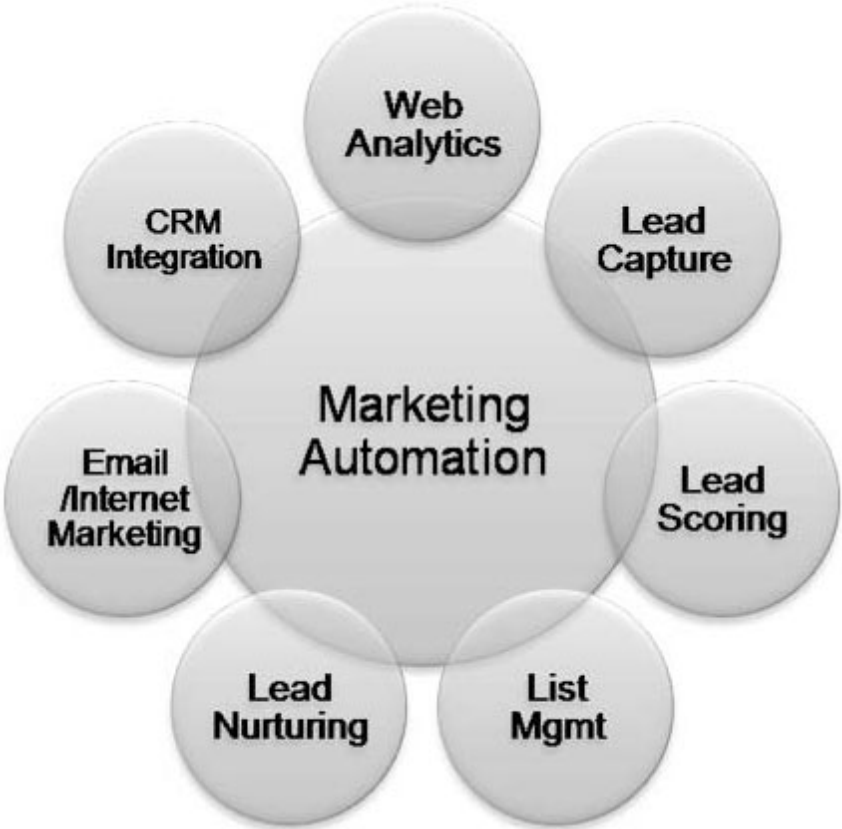 Web
Analytics
Lead
Capture
Lead
Scoring
List
Mgmt
Lead
Nurturing
Email
/Internet
Marketing
CRM
Integration
Marketing
Automation